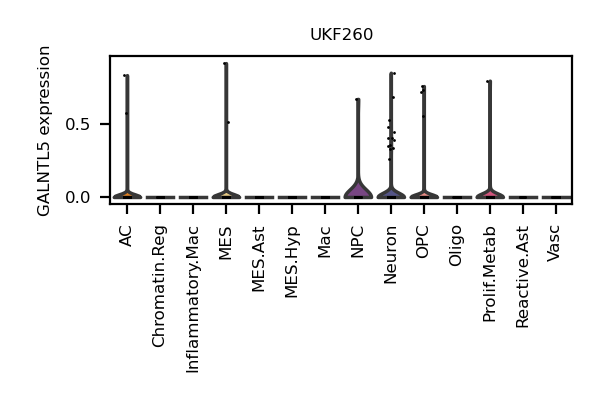 UKF260
GALNTL5 expression
0.5
0.0
AC
Chromatin.Reg
Inflammatory.Mac
MES
MES.Ast
MES.Hyp
Mac
NPC
Neuron
OPC
Oligo
Prolif.Metab
Reactive.Ast
Vasc